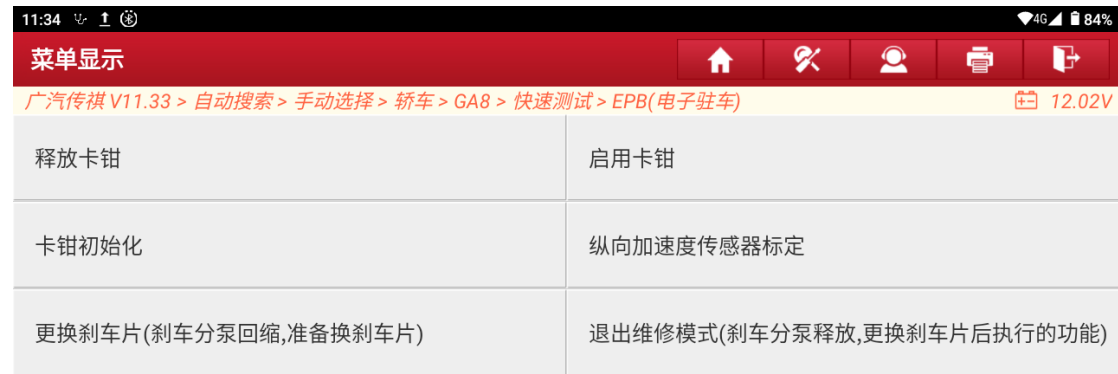 11:34 4G 84%
菜单显示
广汽传祺 V11.33 > 自动搜索 > 手动选择 > 轿车 > GA8 > 快速测试 > EPB(电子驻车) 12.02V
释放卡钳 启用卡钳
卡钳初始化 纵向加速度传感器标定
更换刹车片(刹车分泵回缩,准备换刹车片) 退出维修模式(刹车分泵释放,更换刹车片后执行的功能)